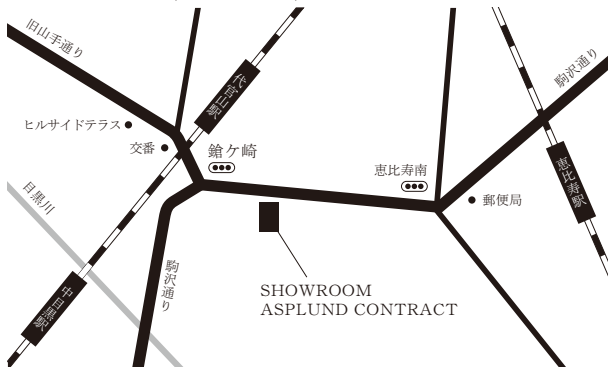 旧山手通り
代官山駅
駒沢通り
ヒルサイドテラス
交番
鎗ケ崎
恵比寿南
恵比寿駅
郵便局
目黒川
駒沢通り
中目黒駅
SHOWROOM
ASPLUND CONTRACT